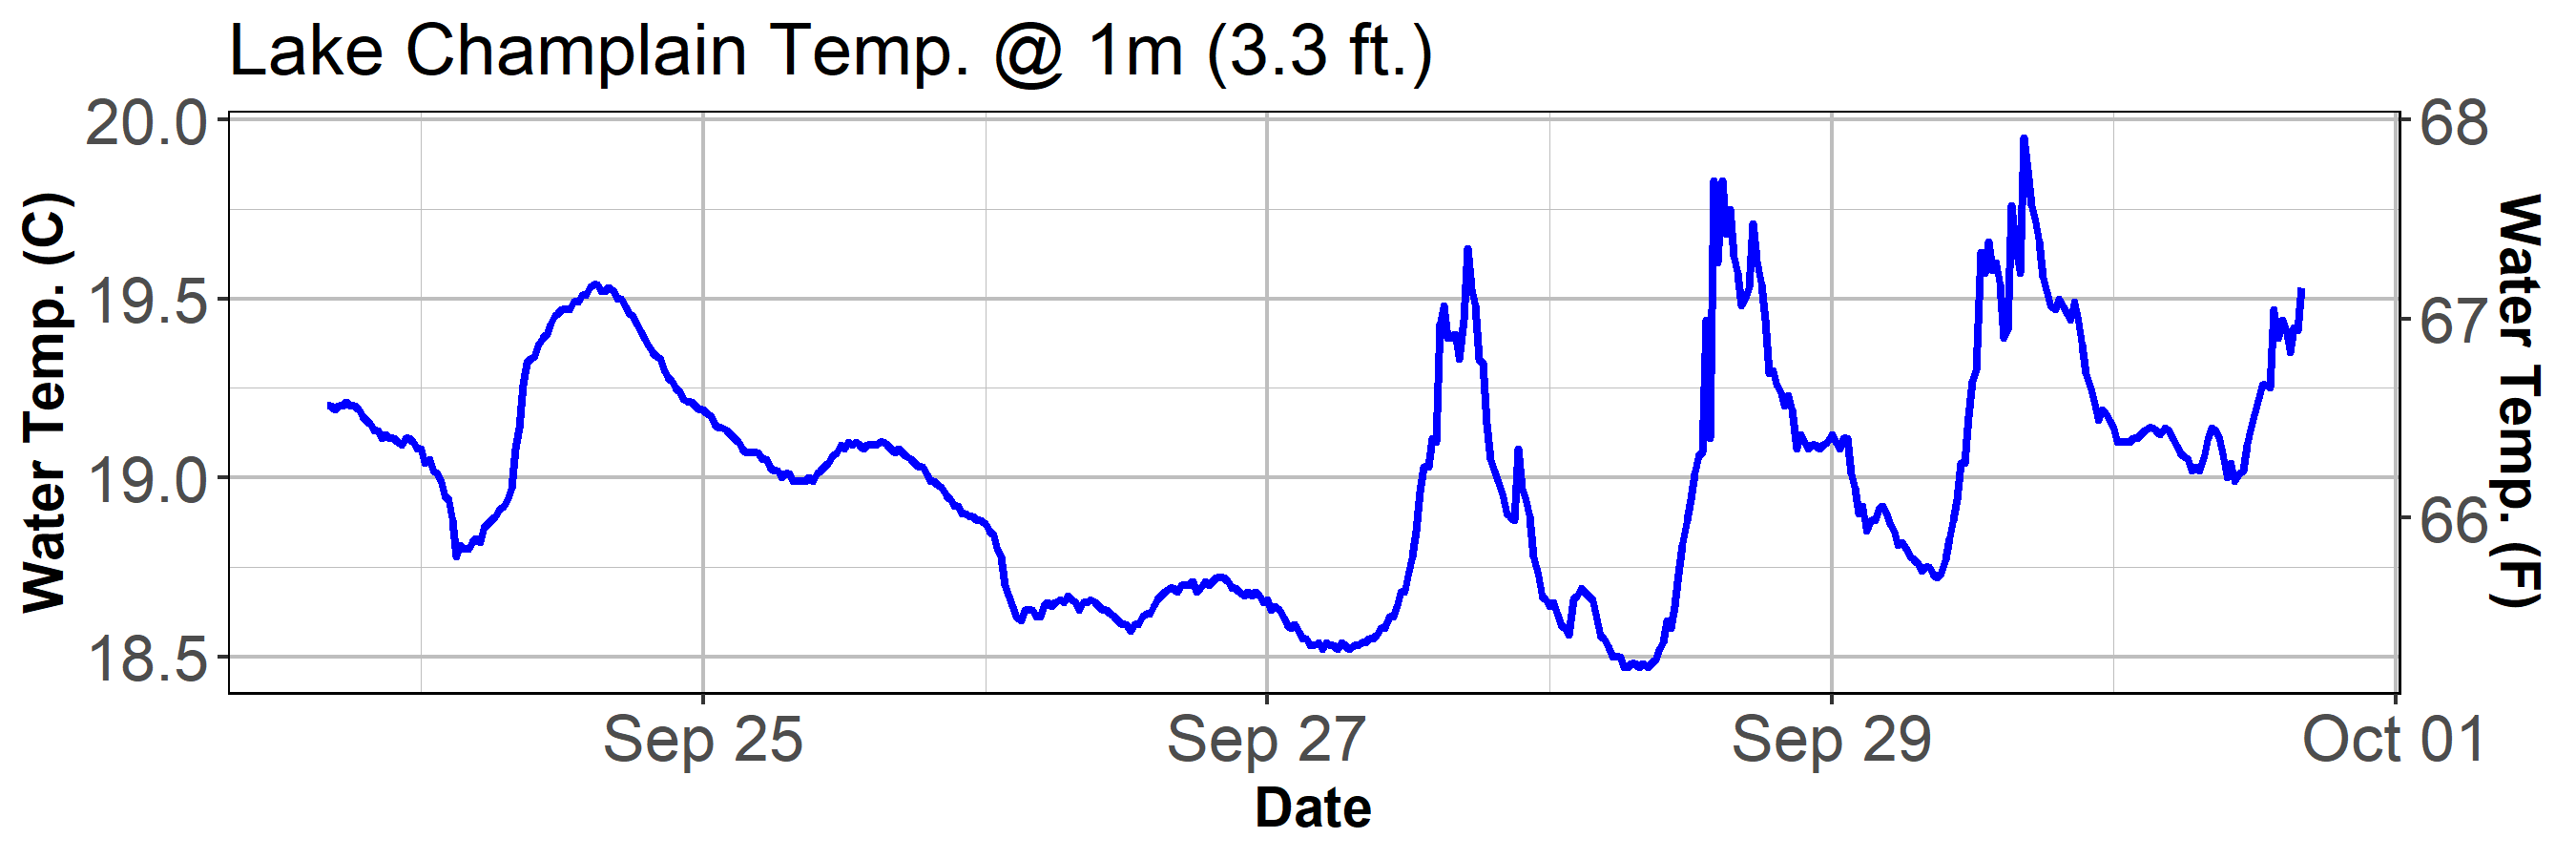 Lake Champlain Temp. @ 1m (3.3 ft.)
20.0
19.5
19.0
18.5
Water Temp. (C)
68
67
66
Water Temp. (F)
Sep 25 Sep 27 Sep 29 Oct 01
Date